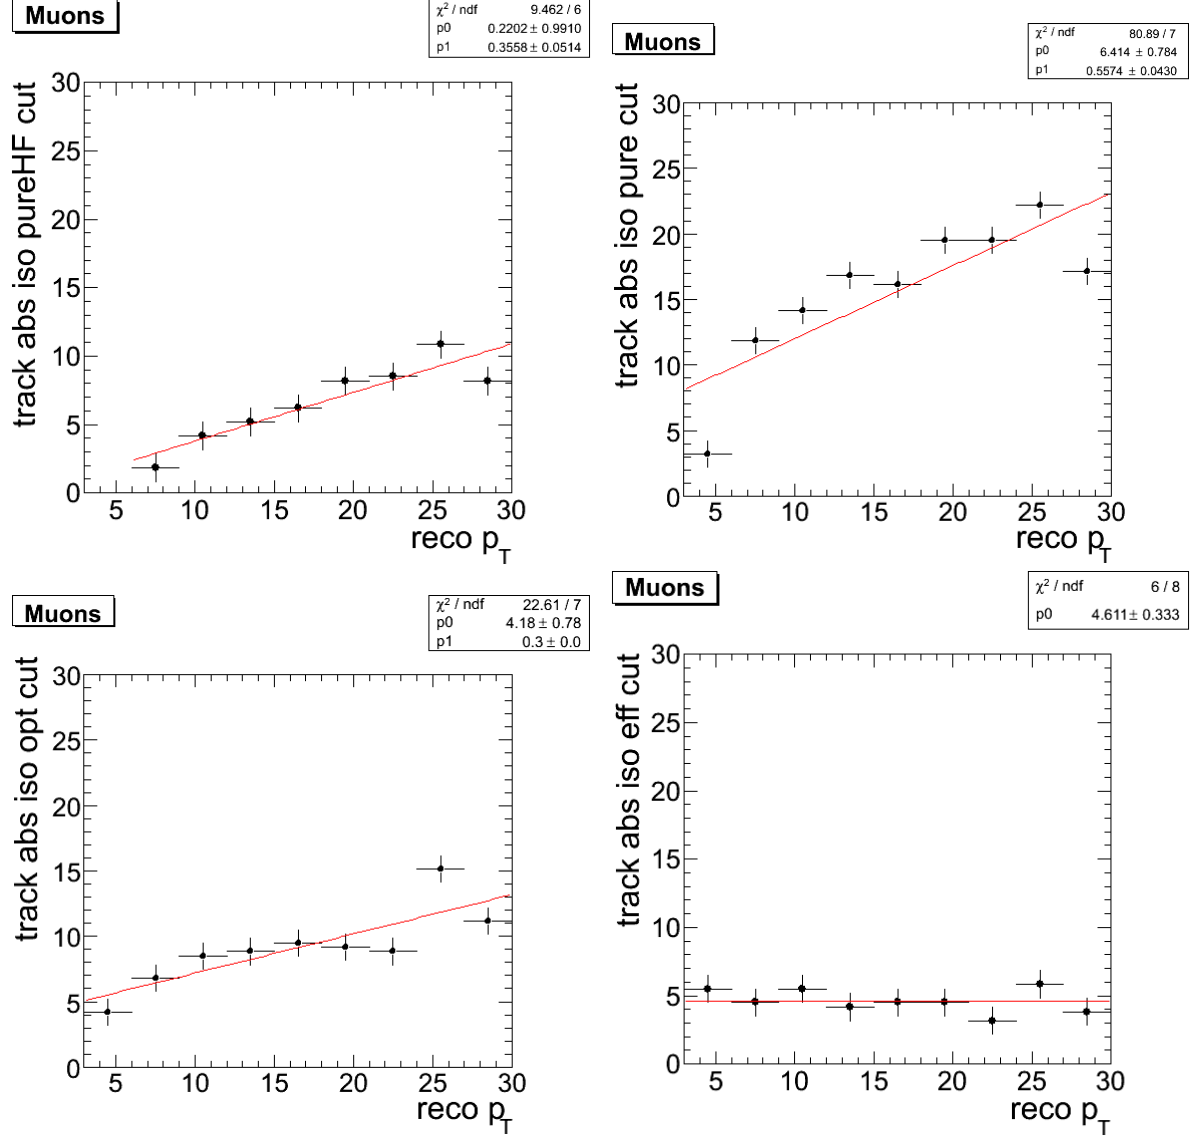 Muons
χ² / ndf 9.462 / 6
p0 0.2202 ± 0.9910
p1 0.3558 ± 0.0514
track abs iso pureHF cut
30
25
20
15
10
5
0
5 10 15 20 25 30
reco pT
Muons
χ² / ndf 80.89 / 7
p0 6.414 ± 0.784
p1 0.5574 ± 0.0430
track abs iso pure cut
30
25
20
15
10
5
0
5 10 15 20 25 30
reco pT
Muons
χ² / ndf 22.61 / 7
p0 4.18 ± 0.78
p1 0.3 ± 0.0
track abs iso opt cut
30
25
20
15
10
5
0
5 10 15 20 25 30
reco pT
Muons
χ² / ndf 6 / 8
p0 4.611 ± 0.333
track abs iso eff cut
30
25
20
15
10
5
0
5 10 15 20 25 30
reco pT